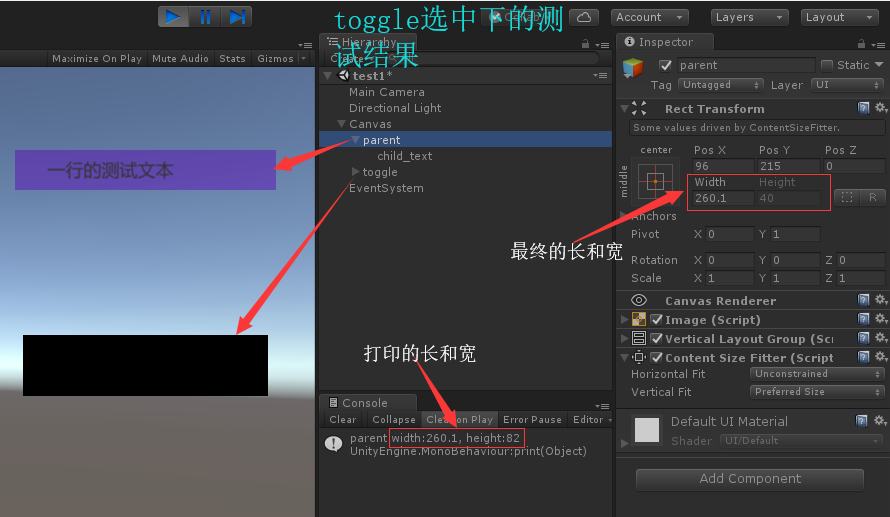 toggle选中下的测
试结果
Account
Layers
Layout
Maximize On Play
Mute Audio
Stats
Gizmos
Hierarchy
test1*
Main Camera
Directional Light
Canvas
parent
child_text
toggle
EventSystem
一行的测试文本
打印的长和宽
Console
Clear
Collapse
Clear on Play
Error Pause
Editor
parent width:260.1, height:82
UnityEngine.MonoBehaviour:print(Object)
Inspector
parent
Static
Tag
Untagged
Layer
UI
Rect Transform
Some values driven by ContentSizeFitter.
center
middle
Pos X
Pos Y
Pos Z
96
215
0
Width
Height
260.1
40
R
最终的长和宽
Anchors
Pivot
X 0
Y 1
Rotation
X 0
Y 0
Z 0
Scale
X 1
Y 1
Z 1
Canvas Renderer
Image (Script)
Vertical Layout Group (Scr
Content Size Fitter (Script
Horizontal Fit
Unconstrained
Vertical Fit
Preferred Size
Default UI Material
Shader
UI/Default
Add Component